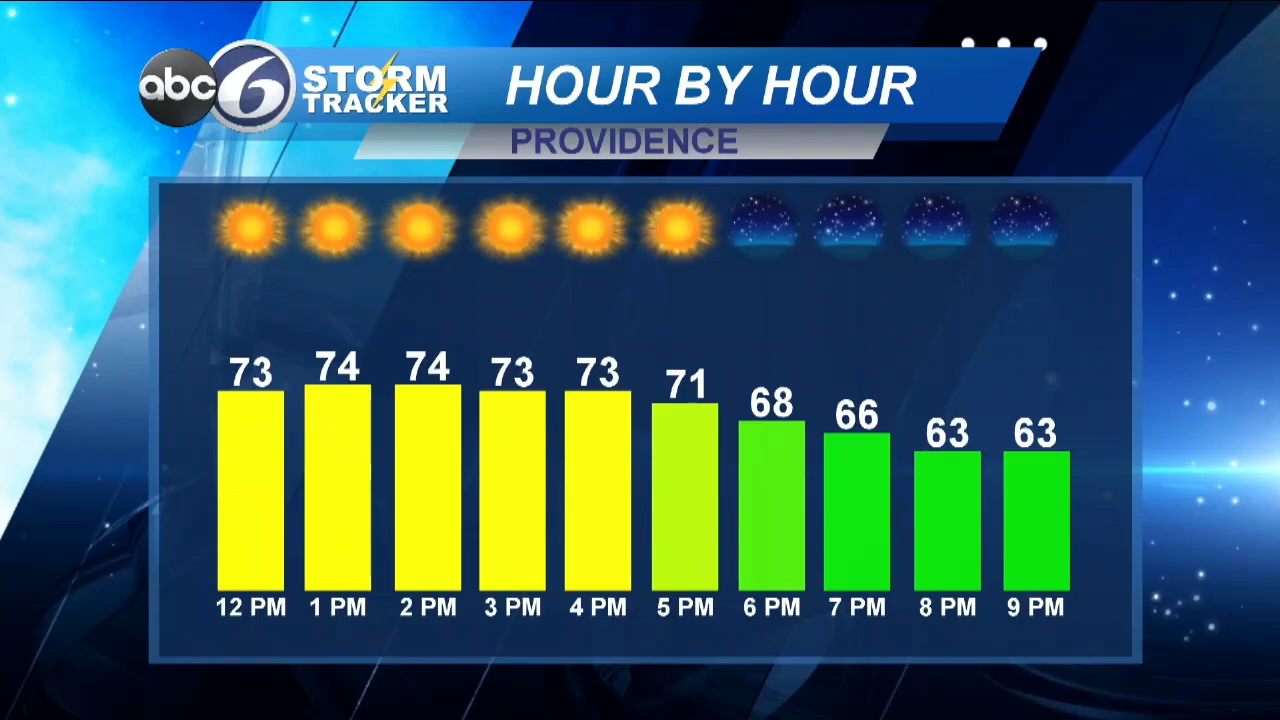 abc 6 STORM TRACKER
HOUR BY HOUR
PROVIDENCE
73 74 74 73 73 71 68 66 63 63
12 PM 1 PM 2 PM 3 PM 4 PM 5 PM 6 PM 7 PM 8 PM 9 PM